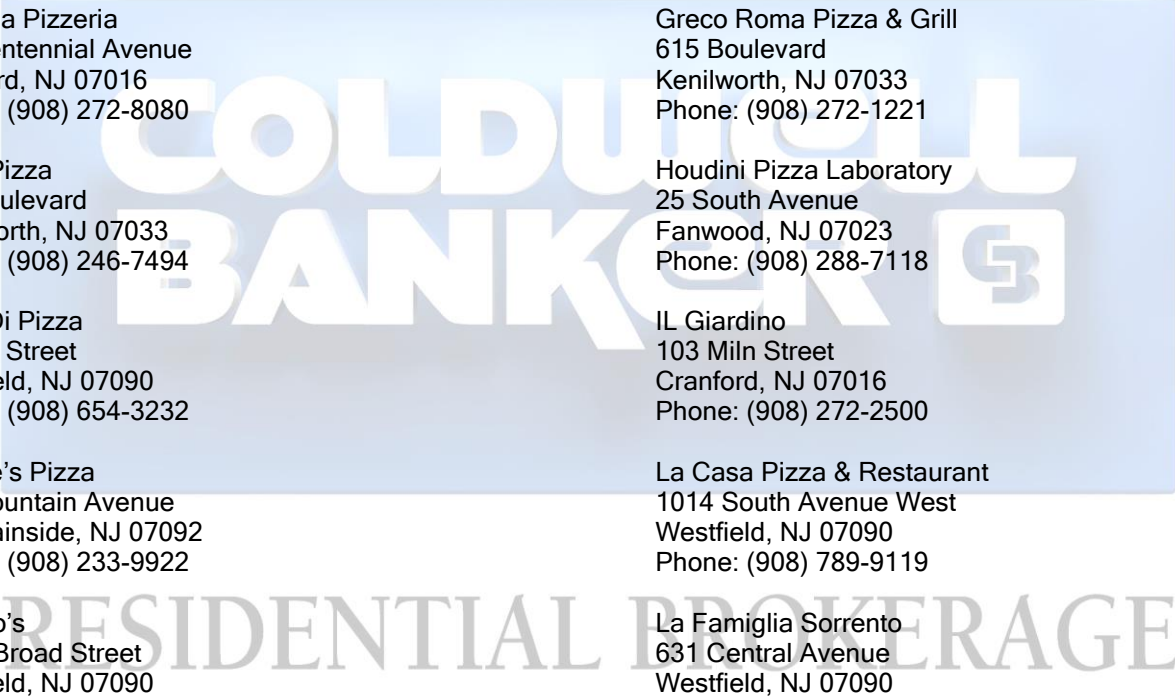 a Pizzeria
entennial Avenue
rd, NJ 07016
(908) 272-8080
Pizza
ulevard
orth, NJ 07033
(908) 246-7494
Di Pizza
Street
eld, NJ 07090
(908) 654-3232
's Pizza
ountain Avenue
ainside, NJ 07092
(908) 233-9922
o's
Broad Street
eld, NJ 07090
Greco Roma Pizza & Grill
615 Boulevard
Kenilworth, NJ 07033
Phone: (908) 272-1221
Houdini Pizza Laboratory
25 South Avenue
Fanwood, NJ 07023
Phone: (908) 288-7118
IL Giardino
103 Miln Street
Cranford, NJ 07016
Phone: (908) 272-2500
La Casa Pizza & Restaurant
1014 South Avenue West
Westfield, NJ 07090
Phone: (908) 789-9119
La Famiglia Sorrento
631 Central Avenue
Westfield, NJ 07090
COLDWELL
BANKER CB
RESIDENTIAL BROKERAGE